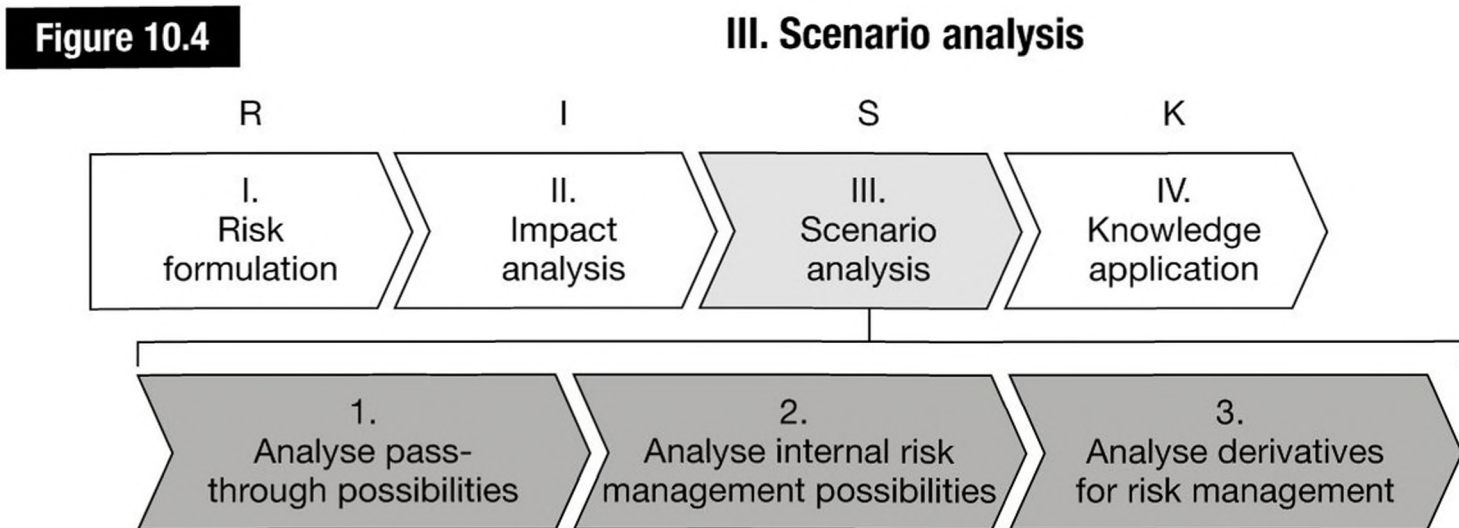 Figure 10.4
III. Scenario analysis
R
I
S
K
I.
Risk
formulation
II.
Impact
analysis
III.
Scenario
analysis
IV.
Knowledge
application
1.
Analyse pass-
through possibilities
2.
Analyse internal risk
management possibilities
3.
Analyse derivatives
for risk management